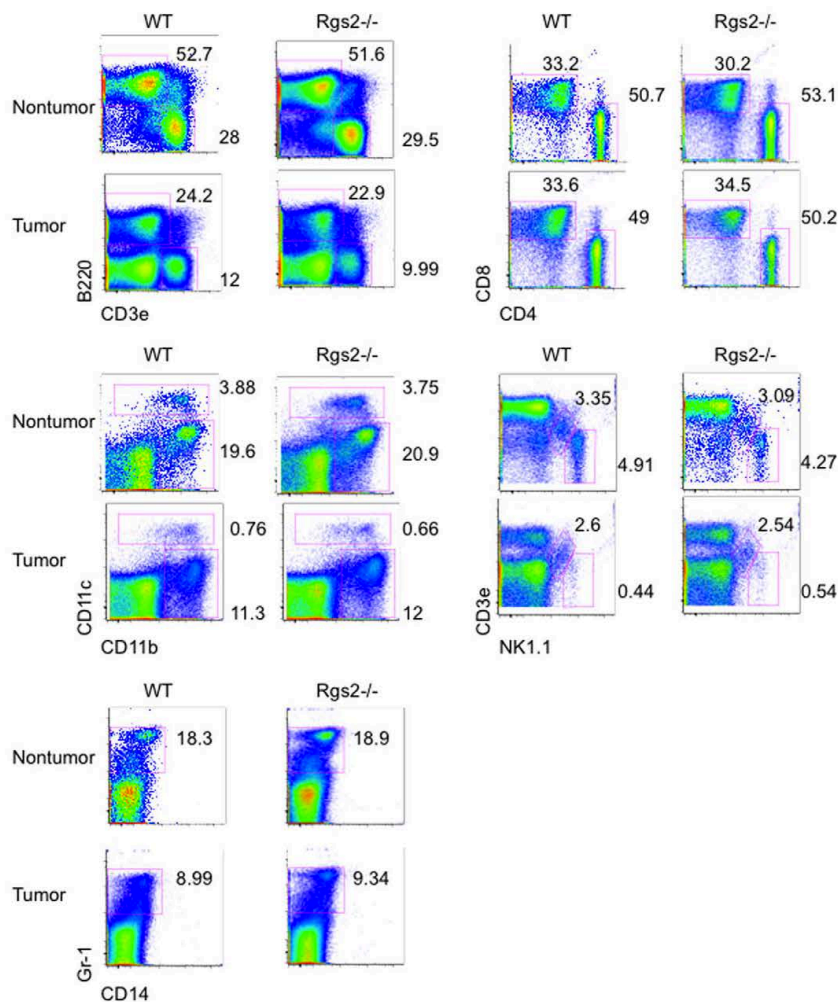 WT Rgs2-/- WT Rgs2-/-
Nontumor 52.7 51.6 33.2 30.2
28 29.5 50.7 53.1
Tumor 24.2 22.9 33.6 34.5
12 9.99 49 50.2
B220 CD8
CD3e CD4
WT Rgs2-/- WT Rgs2-/-
Nontumor 3.88 3.75 3.35 3.09
19.6 20.9 4.91 4.27
Tumor 0.76 0.66 2.6 2.54
11.3 12 0.44 0.54
CD11c CD3e
CD11b NK1.1
WT Rgs2-/-
Nontumor 18.3 18.9
Tumor 8.99 9.34
Gr-1
CD14